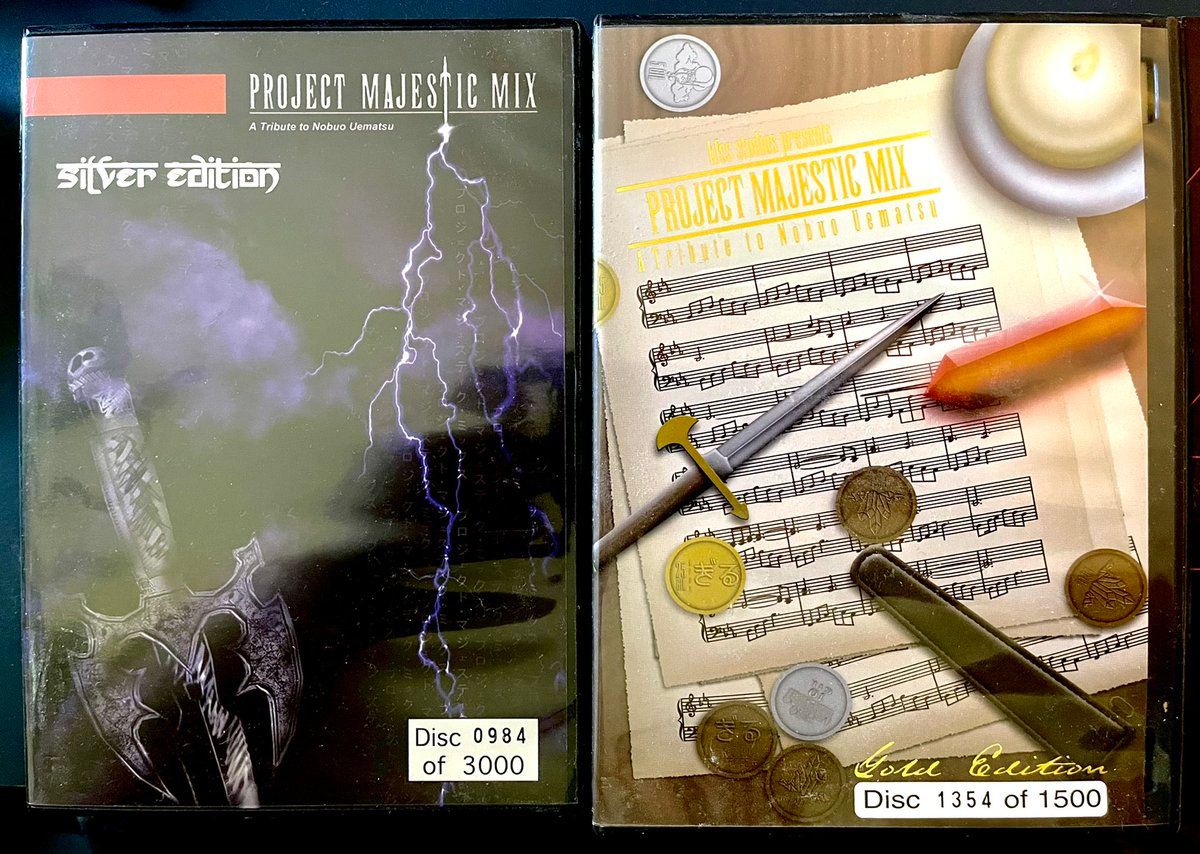 PROJECT MAJESTIC MIX
A Tribute to Nobuo Uematsu
silver edition
Disc 0984
of 3000
presents
PROJECT MAJESTIC MIX
A Tribute to Nobuo Uematsu
Gold Edition
Disc 1354 of 1500